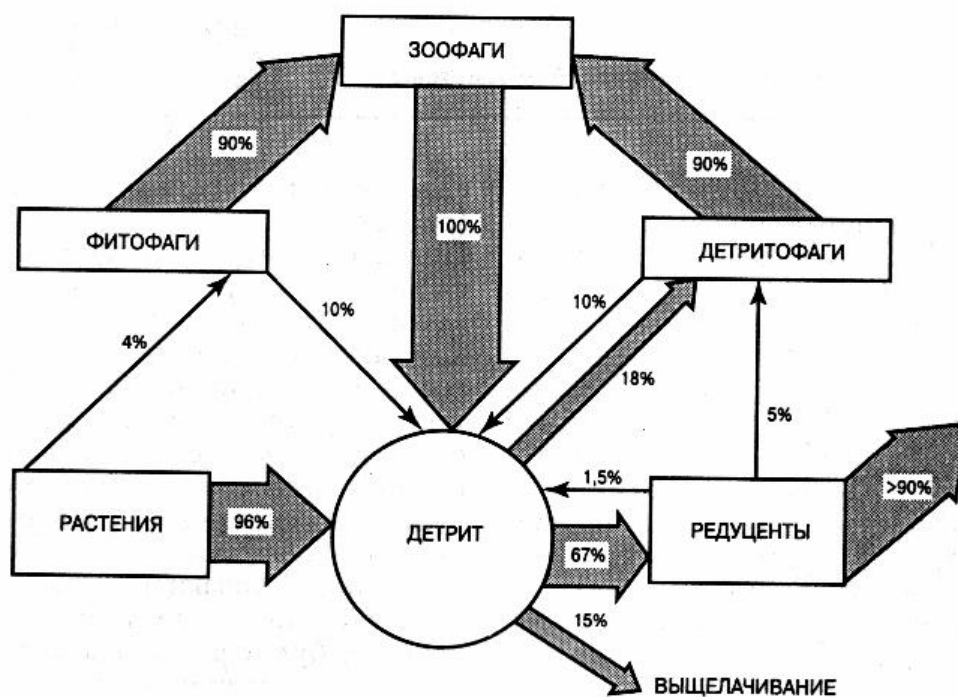 ЗООФАГИ
90%
90%
ФИТОФАГИ
100%
ДЕТРИТОФАГИ
10%
10%
4%
18%
5%
1,5%
>90%
РАСТЕНИЯ
96%
ДЕТРИТ
67%
РЕДУЦЕНТЫ
15%
ВЫЩЕЛАЧИВАНИЕ